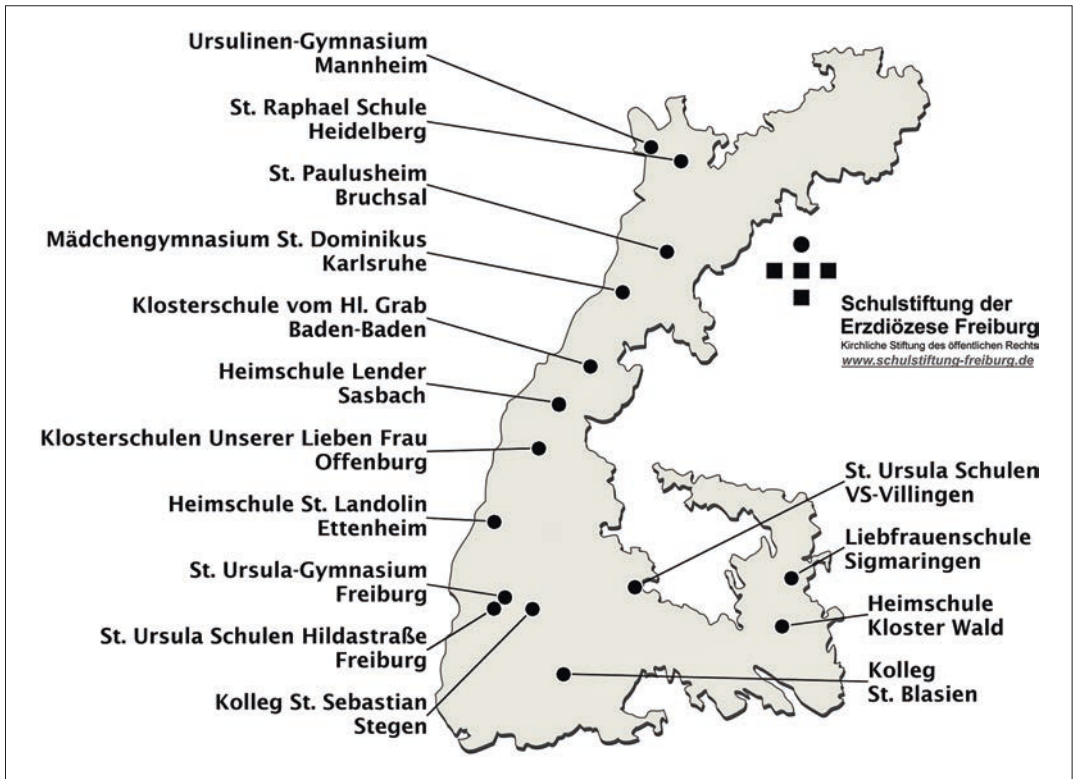 Ursulinen-Gymnasium
Mannheim
St. Raphael Schule
Heidelberg
St. Paulusheim
Bruchsal
Mädchengymnasium St. Dominikus
Karlsruhe
Klosterschule vom Hl. Grab
Baden-Baden
Heimschule Lender
Sasbach
Klosterschulen Unserer Lieben Frau
Offenburg
Heimschule St. Landolin
Ettenheim
St. Ursula-Gymnasium
Freiburg
St. Ursula Schulen Hildastraße
Freiburg
Kolleg St. Sebastian
Stegen
Schulstiftung der
Erzdiözese Freiburg
Kirchliche Stiftung des öffentlichen Rechts
www.schulstiftung-freiburg.de
St. Ursula Schulen
VS-Villingen
Liebfrauenschule
Sigmaringen
Heimschule
Kloster Wald
Kolleg
St. Blasien